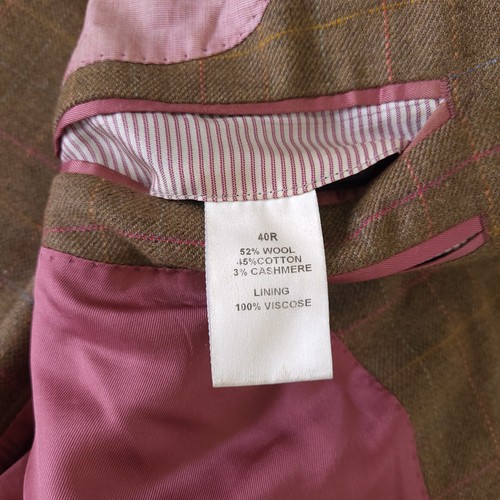 40R
52% WOOL
45%COTTON
3% CASHMERE
LINING
100% VISCOSE